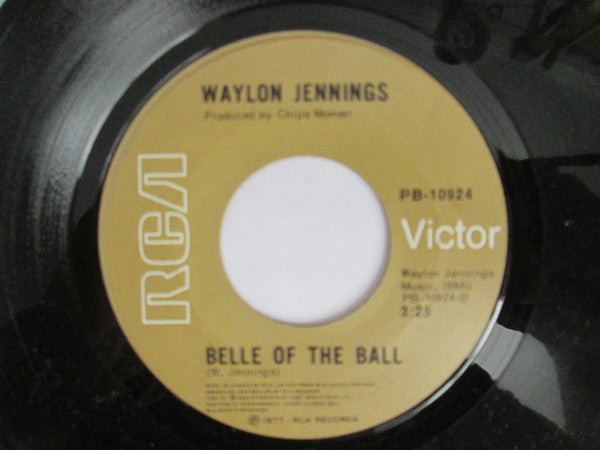 WAYLON JENNINGS
Produced by Chips Moman
RCA
PB-10924
Victor
Waylon Jennings
Music, (BMI)
PB-10924-B
3:25
BELLE OF THE BALL
(W. Jennings)
1977 - RCA RECORDS